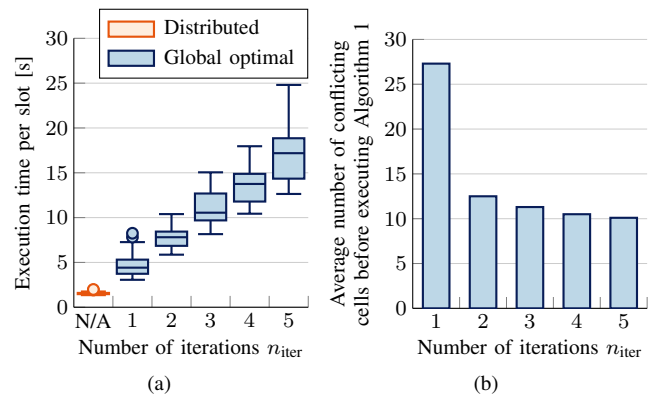 Distributed
Global optimal
Execution time per slot [s]
30
25
20
15
10
5
0
N/A 1 2 3 4 5
Number of iterations n_iter
(a)
Average number of conflicting
cells before executing Algorithm 1
30
25
20
15
10
5
0
1 2 3 4 5
Number of iterations n_iter
(b)